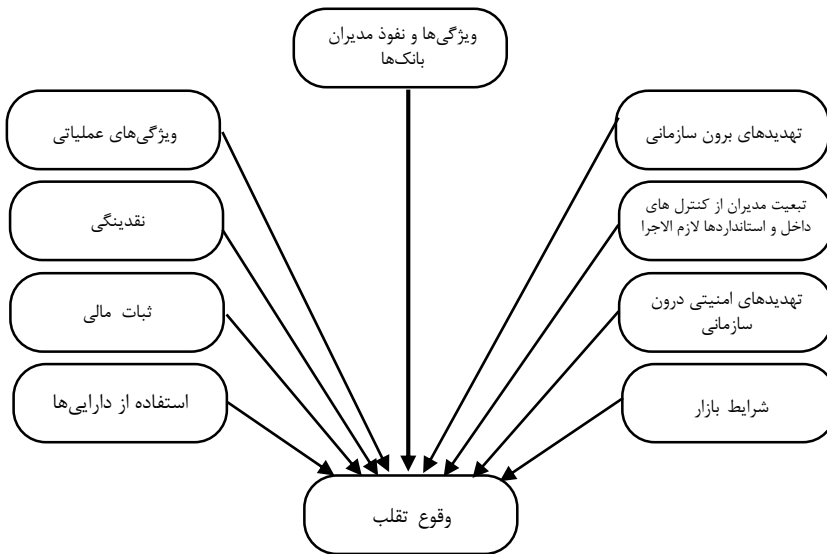 ویژگی‌ها و نفوذ مدیران
بانک‌ها
تهدیدهای برون سازمانی
ویژگی‌های عملیاتی
تبعیت مدیران از کنترل های
داخل و استانداردها لازم الاجرا
نقدینگی
تهدیدهای امنیتی درون
سازمانی
ثبات مالی
شرایط بازار
استفاده از دارایی‌ها
وقوع تقلب